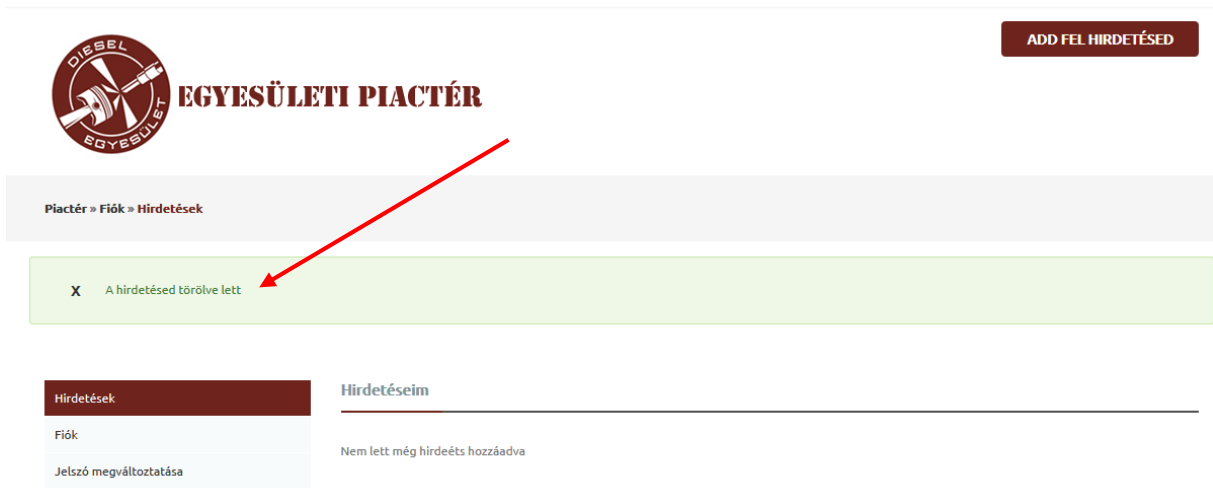 ADD FEL HIRDETÉSED
DIESEL
EGYESÜLET
EGYESÜLETI PIACTÉR
Piactér » Fiók » Hirdetések
X A hirdetésed törölve lett
Hirdetések
Fiók
Jelszó megváltoztatása
Hirdetéseim
Nem lett még hirdeéts hozzáadva